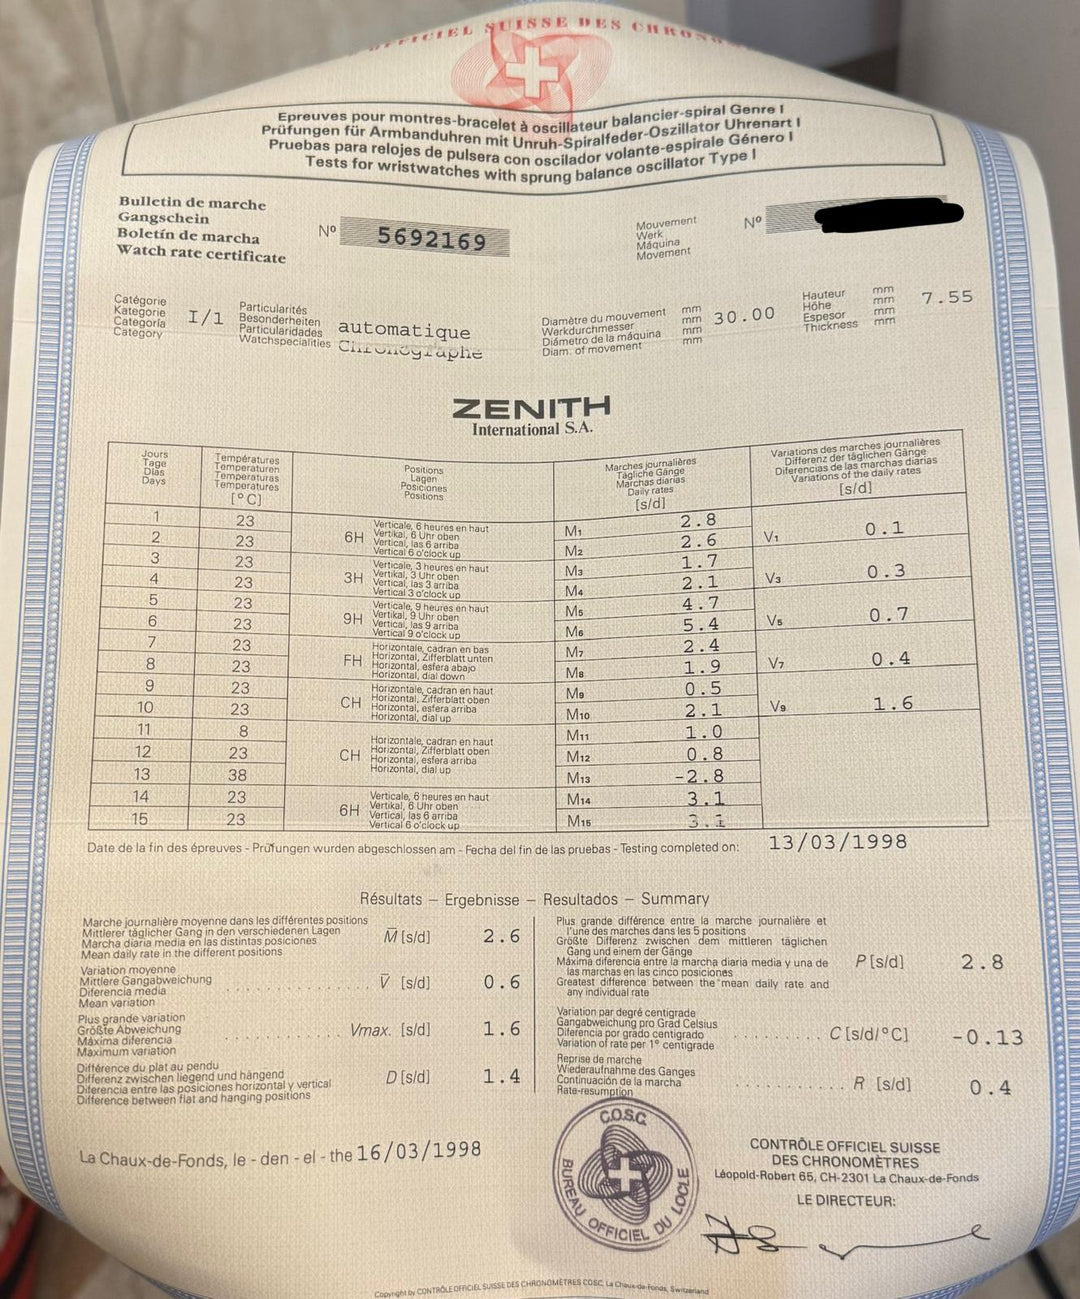 OFFICIEL SUISSE DES CHRONO
Epreuves pour montres-bracelet à oscillateur balancier-spiral Genre I
Prüfungen für Armbanduhren mit Unruh-Spiralfeder-Oszillator Uhrenart I
Pruebas para relojes de pulsera con oscilador volante-espirale Género I
Tests for wristwatches with sprung balance oscillator Type I
Bulletin de marche
Gangschein
Boletín de marcha
Watch rate certificate
Nº 5692169
Mouvement
Werk
Máquina
Movement
Nº
Catégorie
Kategorie
Categoría
Category
I/1
Particularités
Besonderheiten
Particularidades
Watchspecialities
automatique
Chronographe
Diamètre du mouvement mm
Werkdurchmesser mm
Diámetro de la máquina mm
Diam. of movement mm
30.00
Hauteur mm
Höhe mm
Espesor mm
Thickness mm
7.55
ZENITH
International S.A.
Jours
Tage
Días
Days
Températures
Temperaturen
Temperaturas
Temperatures
[°C]
Positions
Lagen
Posiciones
Positions
Marches journalières
Tägliche Gänge
Marchas diarias
Daily rates
[s/d]
Variations des marches journalières
Differenz der täglichen Gänge
Diferencias de las marchas diarias
Variations of the daily rates
[s/d]
1 23 M1 2.8
2 23 M2 2.6
6H
Verticale, 6 heures en haut
Vertikal, 6 Uhr oben
Vertical, las 6 arriba
Vertical 6 o'clock up
V1 0.1
3 23 M3 1.7
4 23 M4 2.1
3H
Verticale, 3 heures en haut
Vertikal, 3 Uhr oben
Vertical, las 3 arriba
Vertical 3 o'clock up
V3 0.3
5 23 M5 4.7
6 23 M6 5.4
9H
Verticale, 9 heures en haut
Vertikal, 9 Uhr oben
Vertical, las 9 arriba
Vertical 9 o'clock up
V5 0.7
7 23 M7 2.4
8 23 M8 1.9
FH
Horizontale, cadran en bas
Horizontal, Zifferblatt unten
Horizontal, esfera abajo
Horizontal, dial down
V7 0.4
9 23 M9 0.5
10 23 M10 2.1
CH
Horizontale, cadran en haut
Horizontal, Zifferblatt oben
Horizontal, esfera arriba
Horizontal, dial up
V9 1.6
11 8 M11 1.0
12 23 M12 0.8
13 38 M13 -2.8
CH
Horizontale, cadran en haut
Horizontal, Zifferblatt oben
Horizontal, esfera arriba
Horizontal, dial up
14 23 M14 3.1
15 23 M15 3.1
6H
Verticale, 6 heures en haut
Vertikal, 6 Uhr oben
Vertical, las 6 arriba
Vertical 6 o'clock up
Date de la fin des épreuves - Prüfungen wurden abgeschlossen am - Fecha del fin de las pruebas - Testing completed on: 13/03/1998
Résultats – Ergebnisse – Resultados – Summary
Marche journalière moyenne dans les différentes positions
Mittlerer täglicher Gang in den verschiedenen Lagen
Marcha diaria media en las distintas posiciones
Mean daily rate in the different positions
M̅ [s/d] 2.6
Variation moyenne
Mittlere Gangabweichung
Diferencia media
Mean variation
V̅ [s/d] 0.6
Plus grande variation
Größte Abweichung
Máxima diferencia
Maximum variation
Vmax. [s/d] 1.6
Différence du plat au pendu
Differenz zwischen liegend und hängend
Diferencia entre las posiciones horizontal y vertical
Difference between flat and hanging positions
D [s/d] 1.4
Plus grande différence entre la marche journalière et
l'une des marches dans les 5 positions
Größte Differenz zwischen dem mittleren täglichen
Gang und einem der Gänge
Máxima diferencia entre la marcha diaria media y una de
las marchas en las cinco posiciones
Greatest difference between the mean daily rate and
any individual rate
P [s/d] 2.8
Variation par degré centigrade
Gangabweichung pro Grad Celsius
Diferencia por grado centigrado
Variation of rate per 1° centigrade
C [s/d/°C] -0.13
Reprise de marche
Wiederaufnahme des Ganges
Continuación de la marcha
Rate-resumption
R [s/d] 0.4
La Chaux-de-Fonds, le - den - el - the 16/03/1998
C.O.S.C.
BUREAU OFFICIEL DU LOCLE
CONTRÔLE OFFICIEL SUISSE
DES CHRONOMÈTRES
Léopold-Robert 65, CH-2301 La Chaux-de-Fonds
LE DIRECTEUR:
Copyright by CONTRÔLE OFFICIEL SUISSE DES CHRONOMÈTRES COSC, La Chaux-de-Fonds, Switzerland